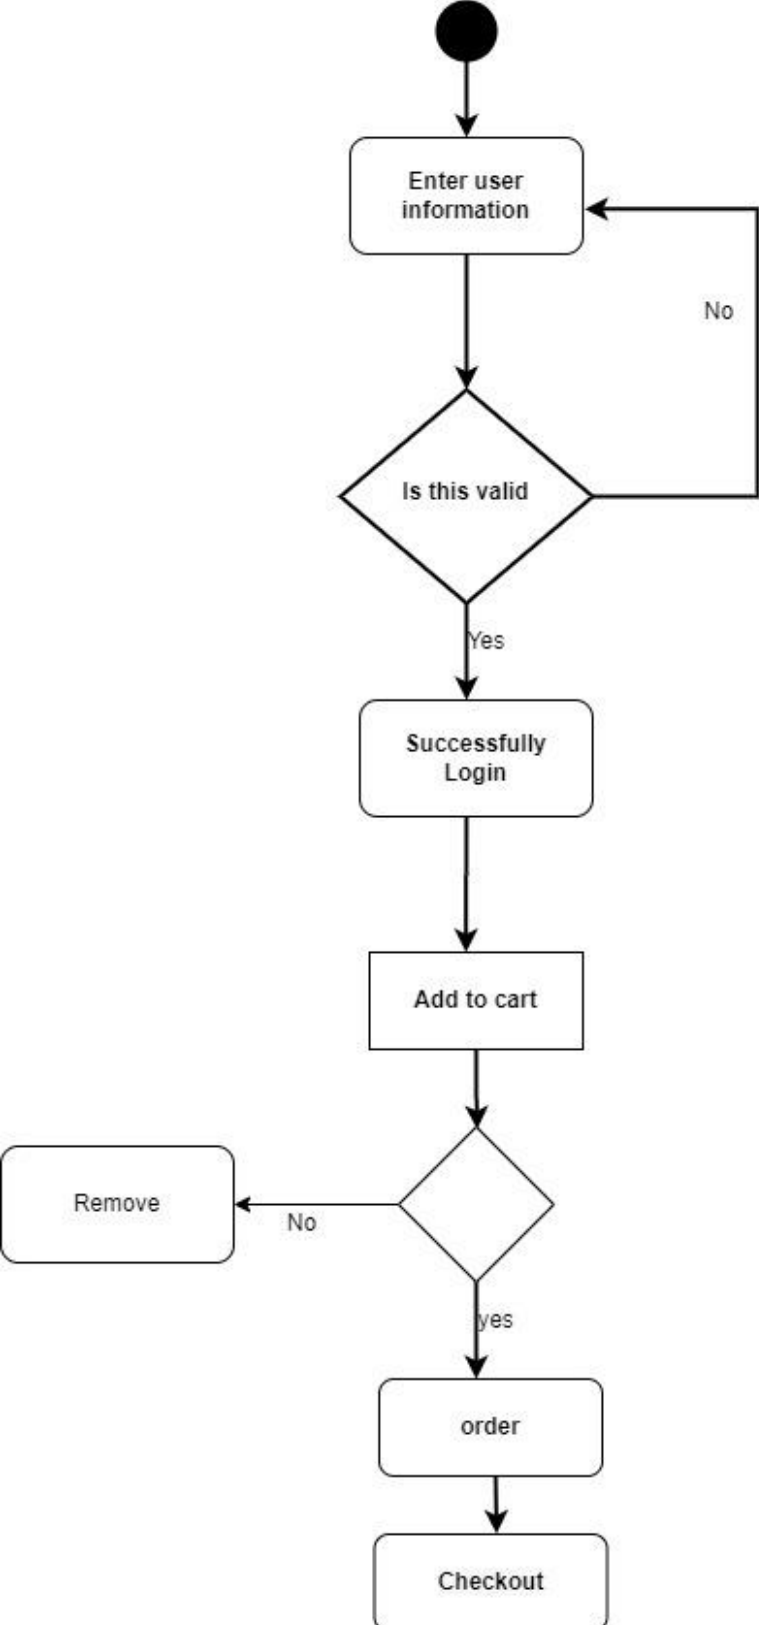 Enter user
information
No
Is this valid
Yes
Successfully
Login
Add to cart
Remove
No
yes
order
Checkout